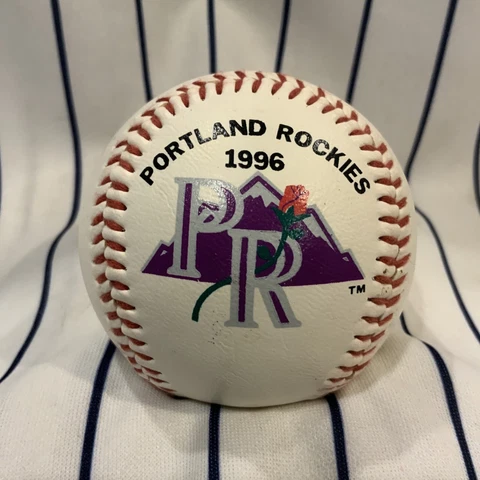 PORTLAND ROCKIES
1996
PR
TM